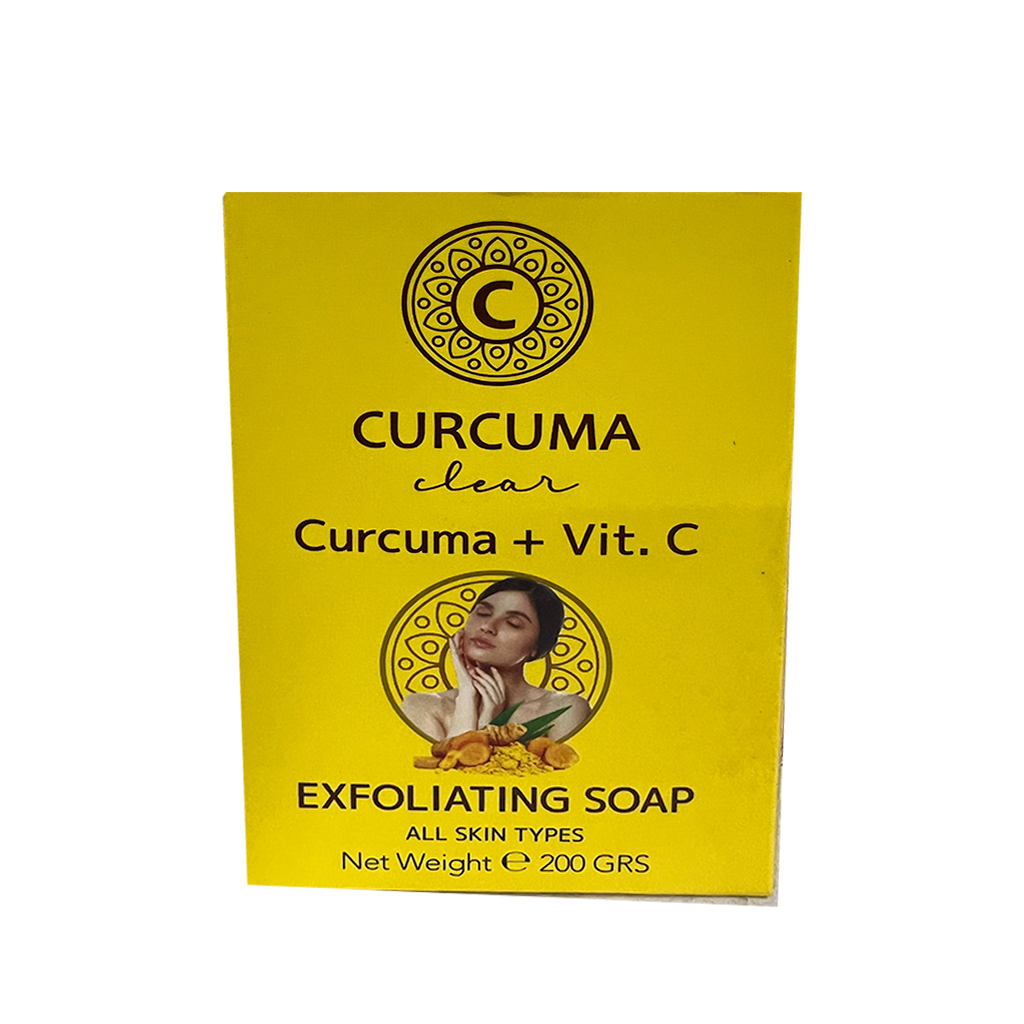 C
CURCUMA
clear
Curcuma + Vit. C
EXFOLIATING SOAP
ALL SKIN TYPES
Net Weight ℮ 200 GRS